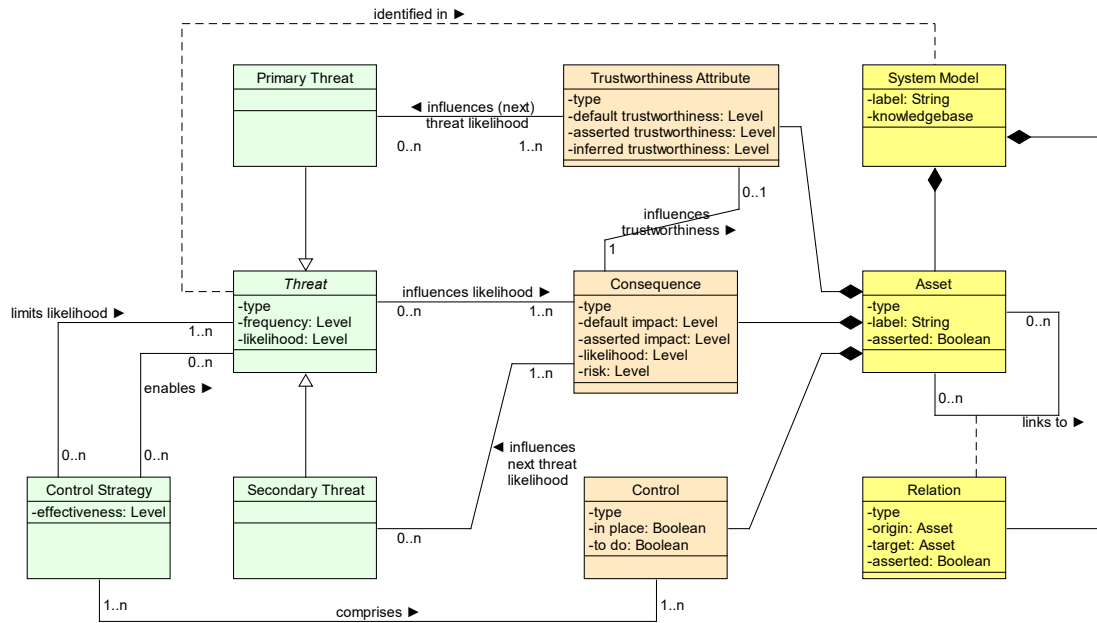 identified in ►
Primary Threat
Trustworthiness Attribute
-type
-default trustworthiness: Level
-asserted trustworthiness: Level
-inferred trustworthiness: Level
System Model
-label: String
-knowledgebase
◄ influences (next)
threat likelihood
0..n
1..n
0..1
influences
trustworthiness ►
1
Threat
-type
-frequency: Level
-likelihood: Level
influences likelihood ►
0..n
1..n
Consequence
-type
-default impact: Level
-asserted impact: Level
-likelihood: Level
-risk: Level
Asset
-type
-label: String
-asserted: Boolean
0..n
0..n
links to ►
limits likelihood ►
1..n
0..n
enables ►
1..n
0..n
0..n
◄ influences
next threat
likelihood
0..n
Control Strategy
-effectiveness: Level
Secondary Threat
Control
-type
-in place: Boolean
-to do: Boolean
Relation
-type
-origin: Asset
-target: Asset
-asserted: Boolean
1..n
comprises ►
1..n